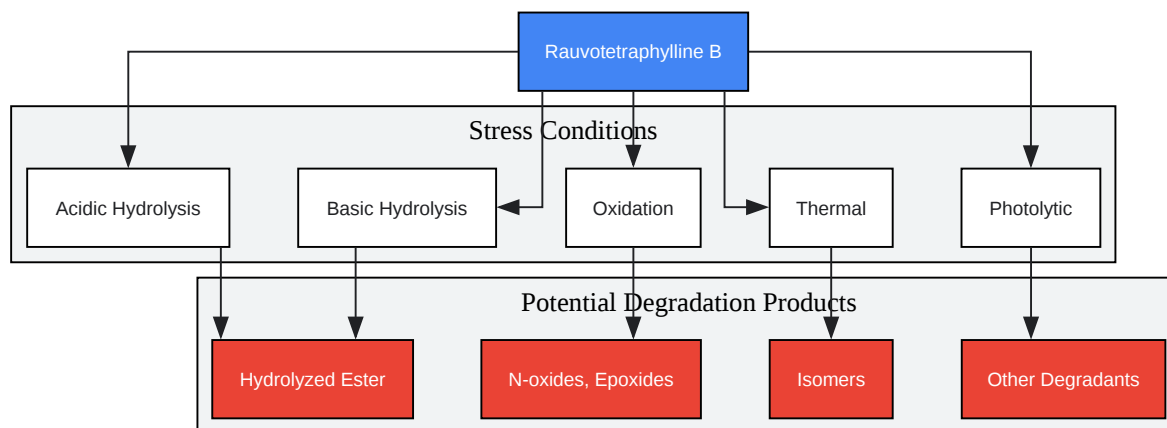 Rauvotetraphylline B
Stress Conditions
Acidic Hydrolysis
Basic Hydrolysis
Oxidation
Thermal
Photolytic
Potential Degradation Products
Hydrolyzed Ester
N-oxides, Epoxides
Isomers
Other Degradants